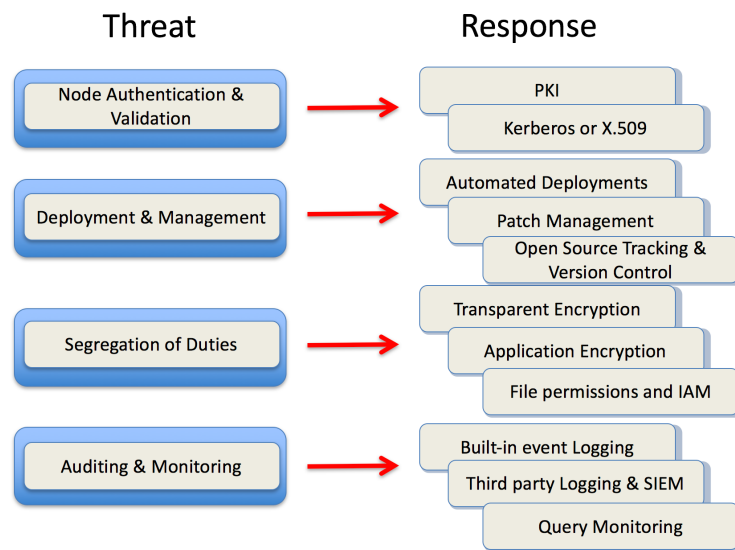 Threat
Response
Node Authentication &
Validation
PKI
Kerberos or X.509
Deployment & Management
Automated Deployments
Patch Management
Open Source Tracking &
Version Control
Segregation of Duties
Transparent Encryption
Application Encryption
File permissions and IAM
Auditing & Monitoring
Built-in event Logging
Third party Logging & SIEM
Query Monitoring